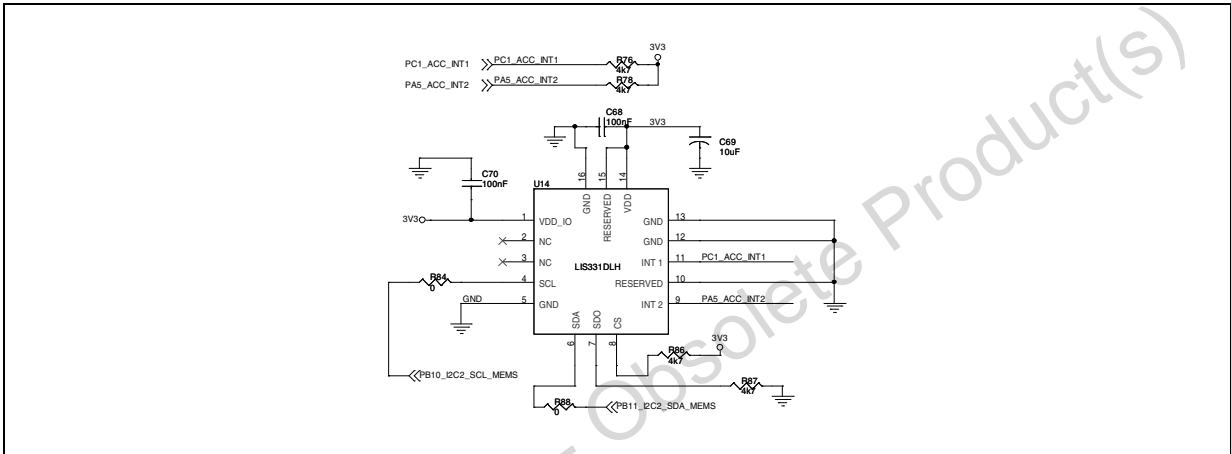 3V3
PC1_ACC_INT1 PC1_ACC_INT1 R76
4k7
PA5_ACC_INT2 PA5_ACC_INT2 R78
4k7
C68
100nF
3V3
C69
10uF
C70
100nF
U14
16 15 14
GND RESERVED VDD
3V3 1 VDD_IO GND 13
2 NC GND 12
3 NC LIS331DLH INT 1 11 PC1_ACC_INT1
R84
0
4 SCL RESERVED 10
GND 5 GND INT 2 9 PA5_ACC_INT2
SDA SDO CS
6 7 8
3V3
R86
4k7
PB10_I2C2_SCL_MEMS
R87
4k7
R88
0
PB11_I2C2_SDA_MEMS
Obsolete Product(s)